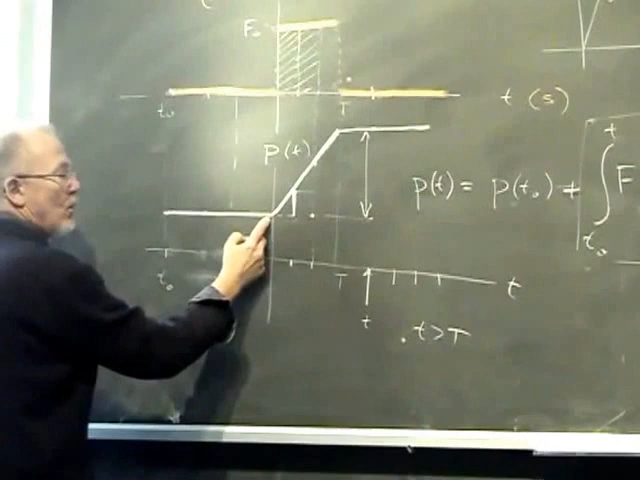 F₀
t₀ T t (s)
p(t)
p(t) = p(t₀) + ∫ t t₀ F
t₀ T t
t . t > T